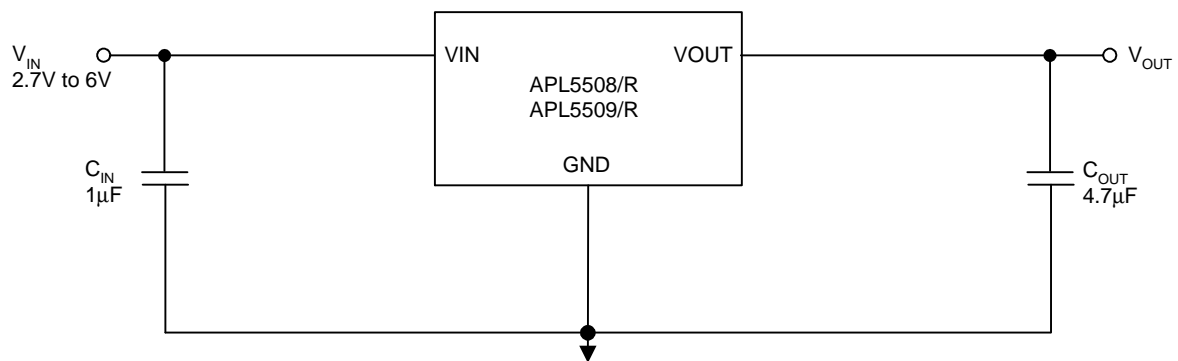 V_IN
2.7V to 6V
VIN
VOUT
V_OUT
APL5508/R
APL5509/R
GND
C_IN
1μF
C_OUT
4.7μF